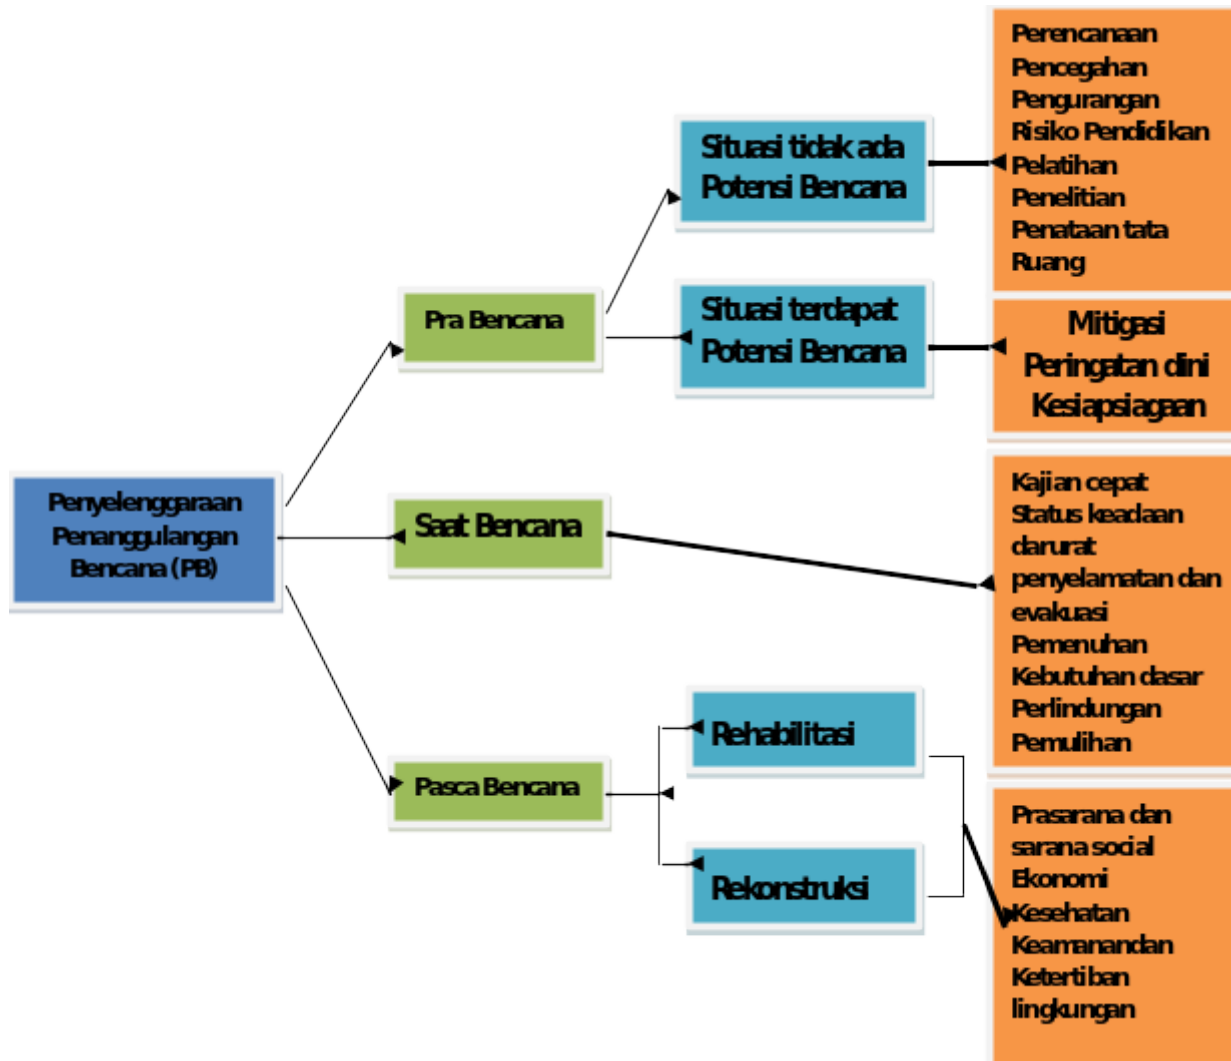 Perencanaan
Pencegahan
Pengurangan
Risiko Pendidikan
Pelatihan
Penelitian
Penataan tata
Ruang
Situasi tidak ada
Potensi Bencana
Pra Bencana
Situasi terdapat
Potensi Bencana
Mitigasi
Peringatan dini
Kesiapsiagaan
Penyelenggaraan
Penanggulangan
Bencana (PB)
Saat Bencana
Kajian cepat
Status keadaan
darurat
penyelamatan dan
evakuasi
Pemenuhan
Kebutuhan dasar
Perlindungan
Pemulihan
Pasca Bencana
Rehabilitasi
Rekonstruksi
Prasarana dan
sarana social
Ekonomi
Kesehatan
Keamanandan
Ketertiban
lingkungan